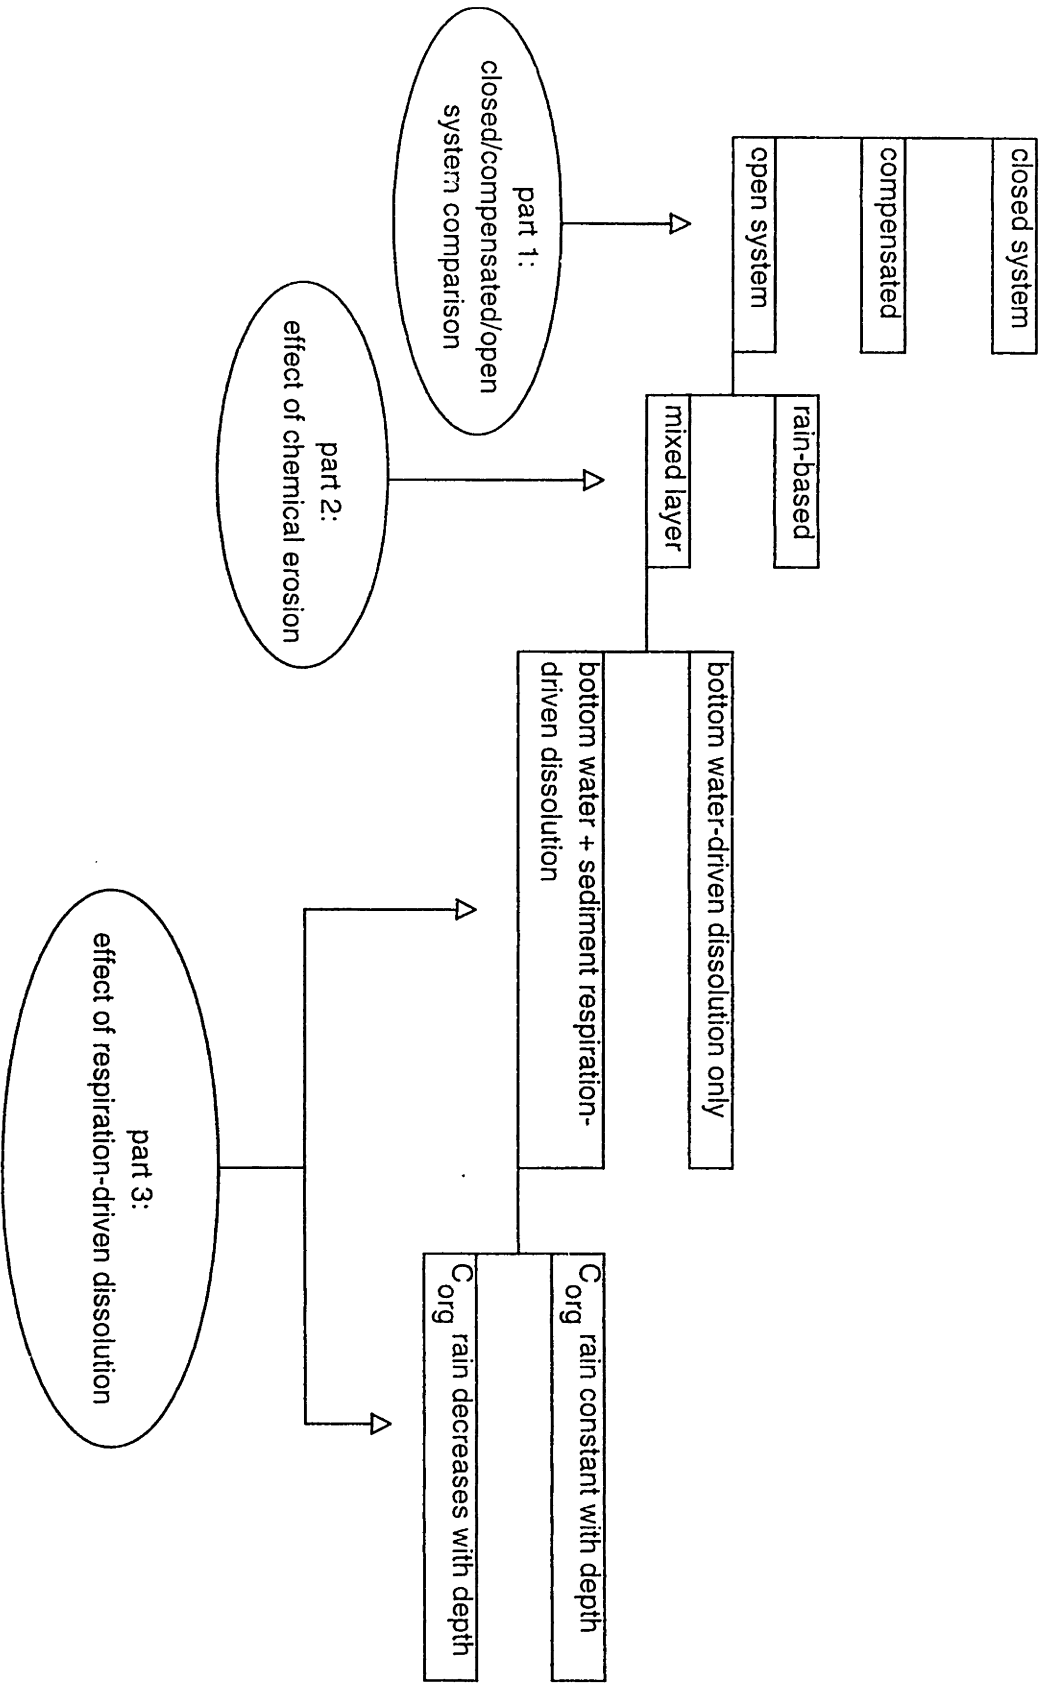 closed system
compensated
open system
rain-based
mixed layer
bottom water-driven dissolution only
bottom water + sediment respiration-
driven dissolution
C org rain constant with depth
C org rain decreases with depth
part 1:
closed/compensated/open
system comparison
part 2:
effect of chemical erosion
part 3:
effect of respiration-driven dissolution